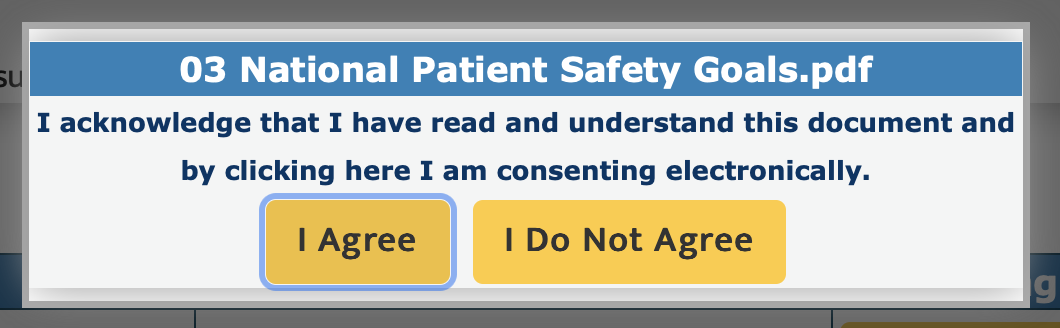 03 National Patient Safety Goals.pdf
I acknowledge that I have read and understand this document and
by clicking here I am consenting electronically.
I Agree
I Do Not Agree